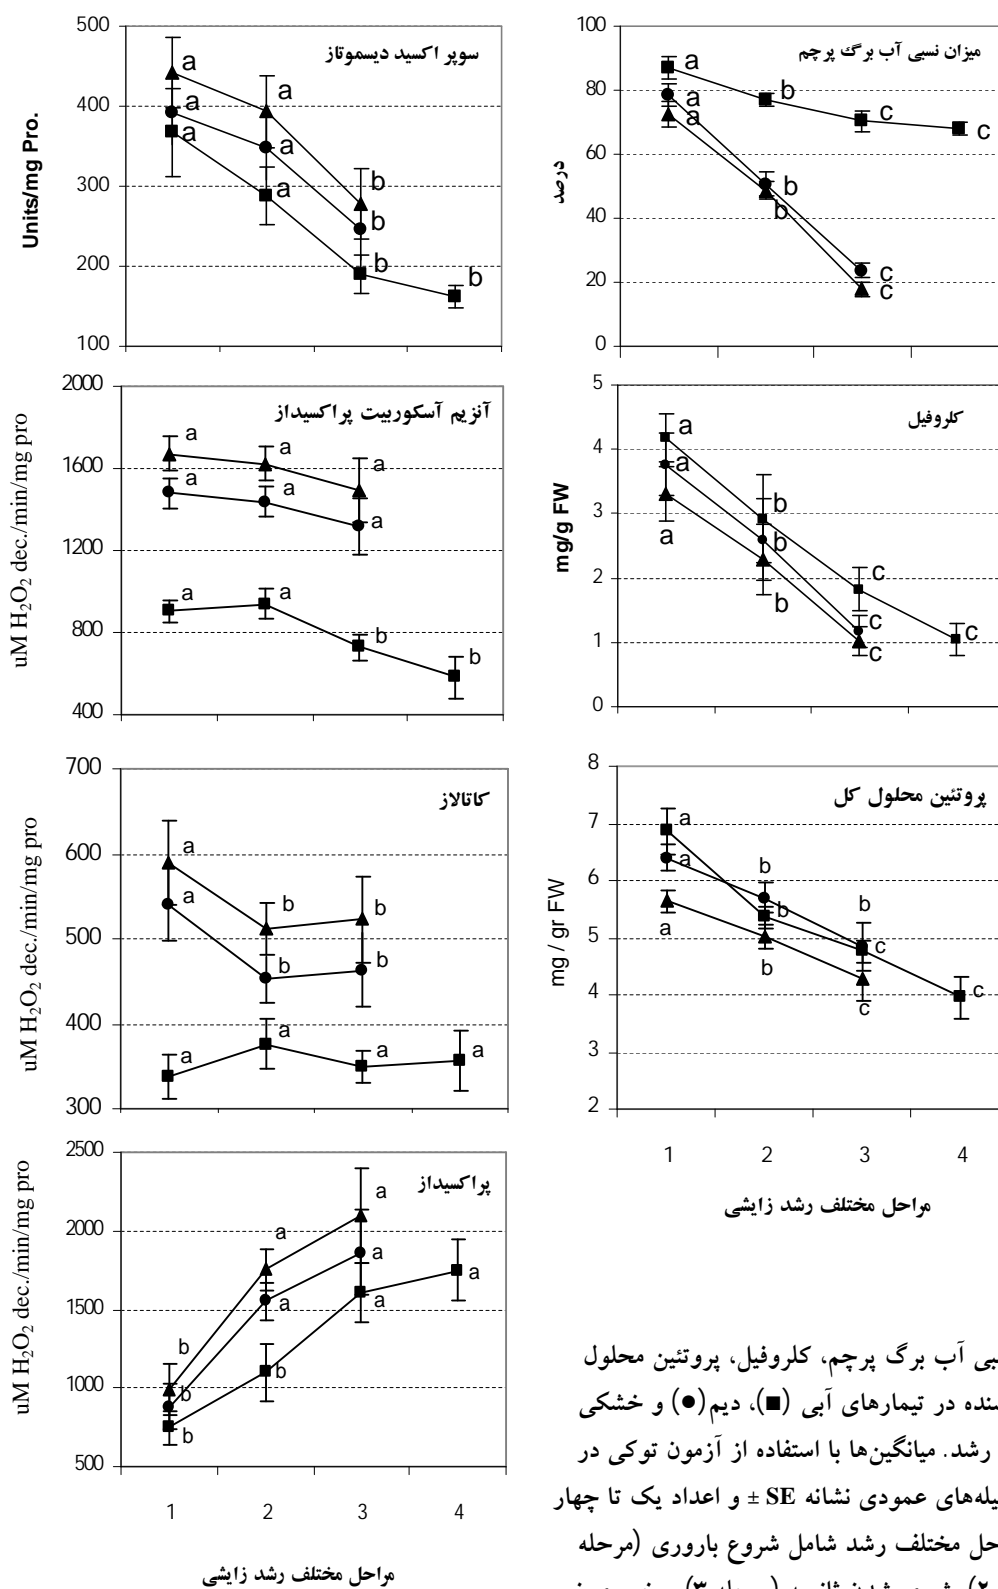 سوپر اکسید دیسموتاز
Units/mg Pro.
500
400
300
200
100
a
a
a
a
a
a
b
b
b
b
میزان نسبی آب برگ پرچم
درصد
100
80
60
40
20
0
a
a
a
b
b
b
c
c
c
c
آنزیم آسکوربیت پراکسیداز
uM H₂O₂ dec./min/mg pro
2000
1600
1200
800
400
a
a
a
a
a
a
a
a
b
b
کلروفیل
mg/g FW
5
4
3
2
1
0
a
a
a
b
b
b
c
c
c
c
کاتالاز
uM H₂O₂ dec./min/mg pro
700
600
500
400
300
a
a
a
b
b
a
b
b
a
a
پروتئین محلول کل
mg / gr FW
8
7
6
5
4
3
2
a
a
a
b
b
b
b
c
c
c
1 2 3 4
مراحل مختلف رشد زایشی
پراکسیداز
uM H₂O₂ dec./min/mg pro
2500
2000
1500
1000
500
b
b
b
a
a
b
a
a
a
a
1 2 3 4
مراحل مختلف رشد زایشی
آب برگ پرچم، کلروفیل، پروتئین محلول
در تیمارهای آبی (■)، دیم (●) و خشکی
رشد. میانگین‌ها با استفاده از آزمون توکی در
های عمودی نشانه SE ± و اعداد یک تا چهار
مختلف رشد شامل شروع باروری (مرحله